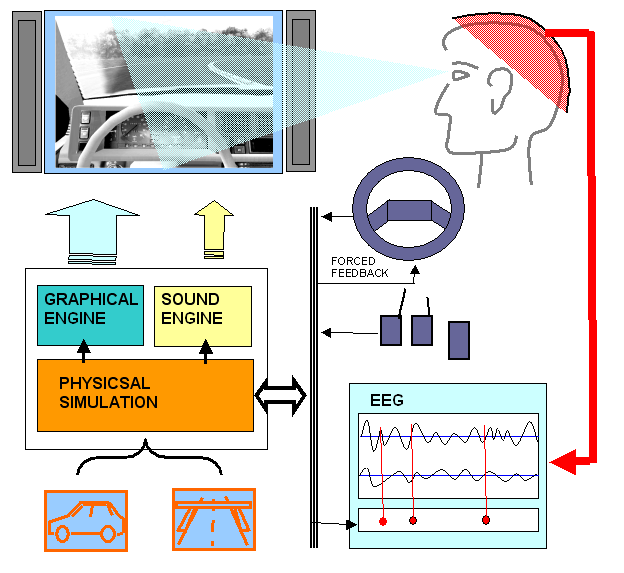 FORCED
FEEDBACK
GRAPHICAL
ENGINE
SOUND
ENGINE
PHYSICSAL
SIMULATION
EEG